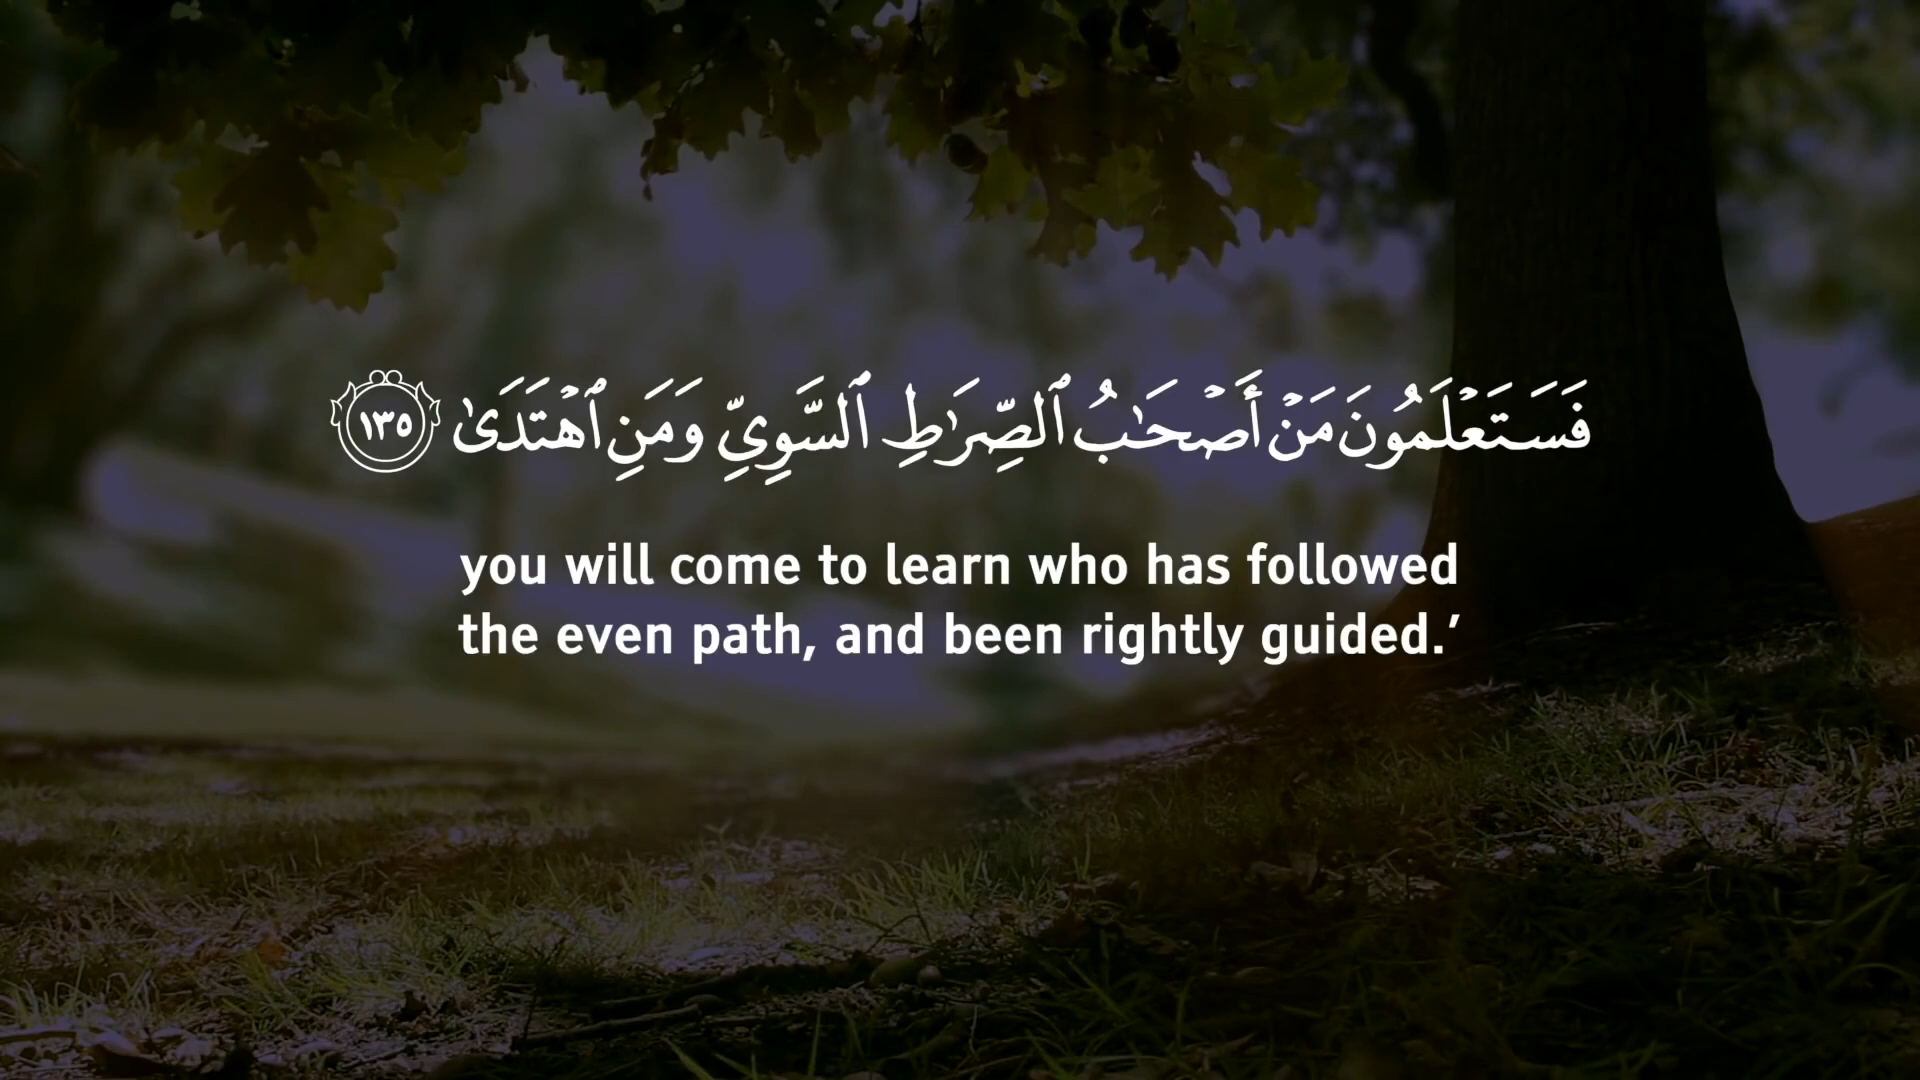 فَسَتَعْلَمُونَ مَنْ أَصْحَٰبُ ٱلصِّرَٰطِ ٱلسَّوِىِّ وَمَنِ ٱهْتَدَىٰ ١٣٥
you will come to learn who has followed
the even path, and been rightly guided.’